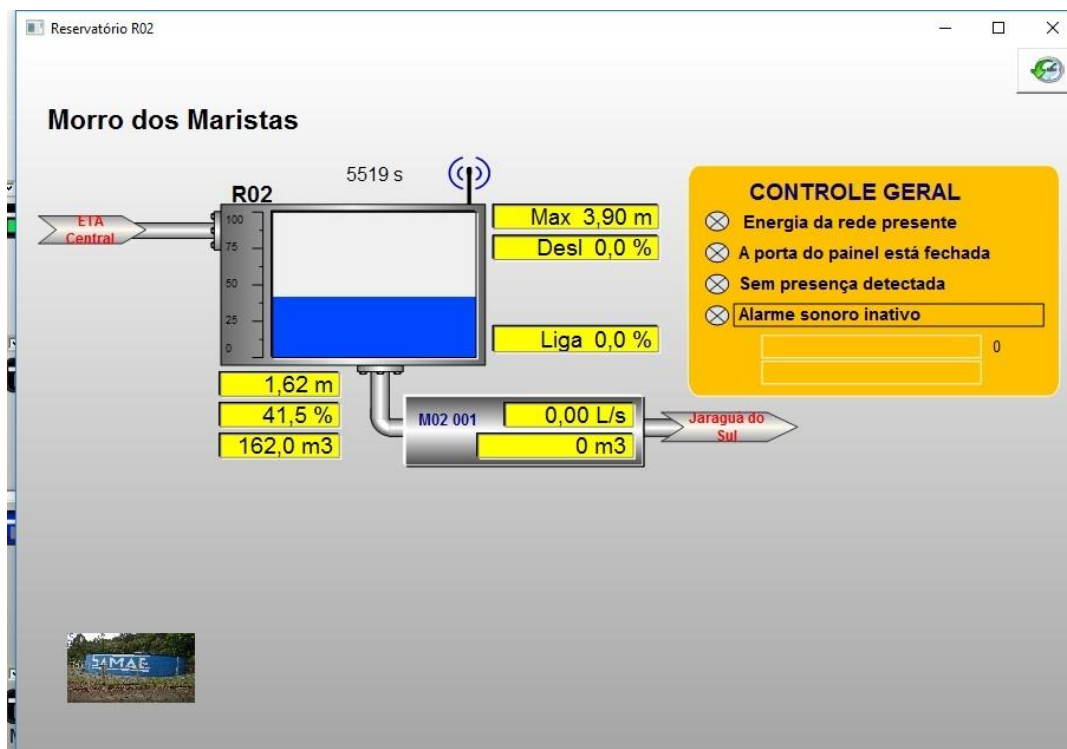 Reservatório R02
Morro dos Maristas
5519 s
R02
ETA
Central
100
75
50
25
0
Max 3,90 m
Desl 0,0 %
Liga 0,0 %
1,62 m
41,5 %
162,0 m3
M02 001
0,00 L/s
0 m3
Jaraguá do
Sul
CONTROLE GERAL
Energia da rede presente
A porta do painel está fechada
Sem presença detectada
Alarme sonoro inativo
0
SAMAE